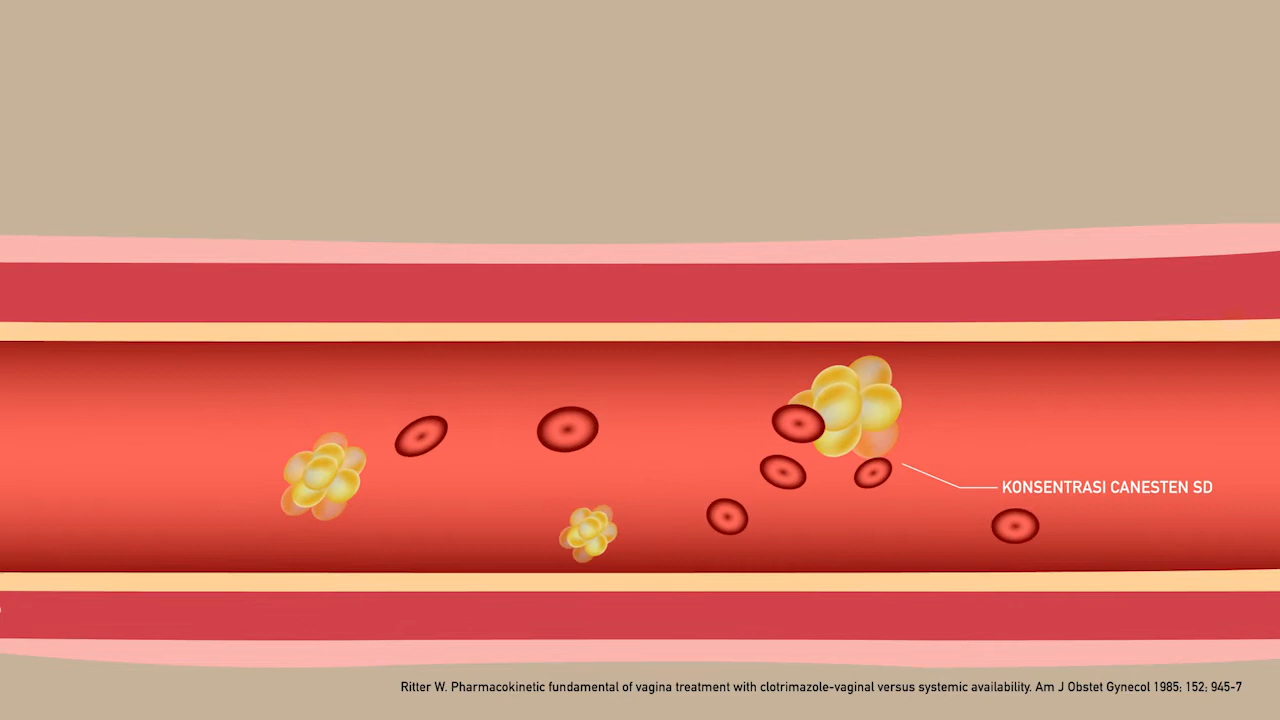 KONSENTRASI CANESTEN SD
Ritter W. Pharmacokinetic fundamental of vagina treatment with clotrimazole-vaginal versus systemic availability. Am J Obstet Gynecol 1985; 152; 945-7